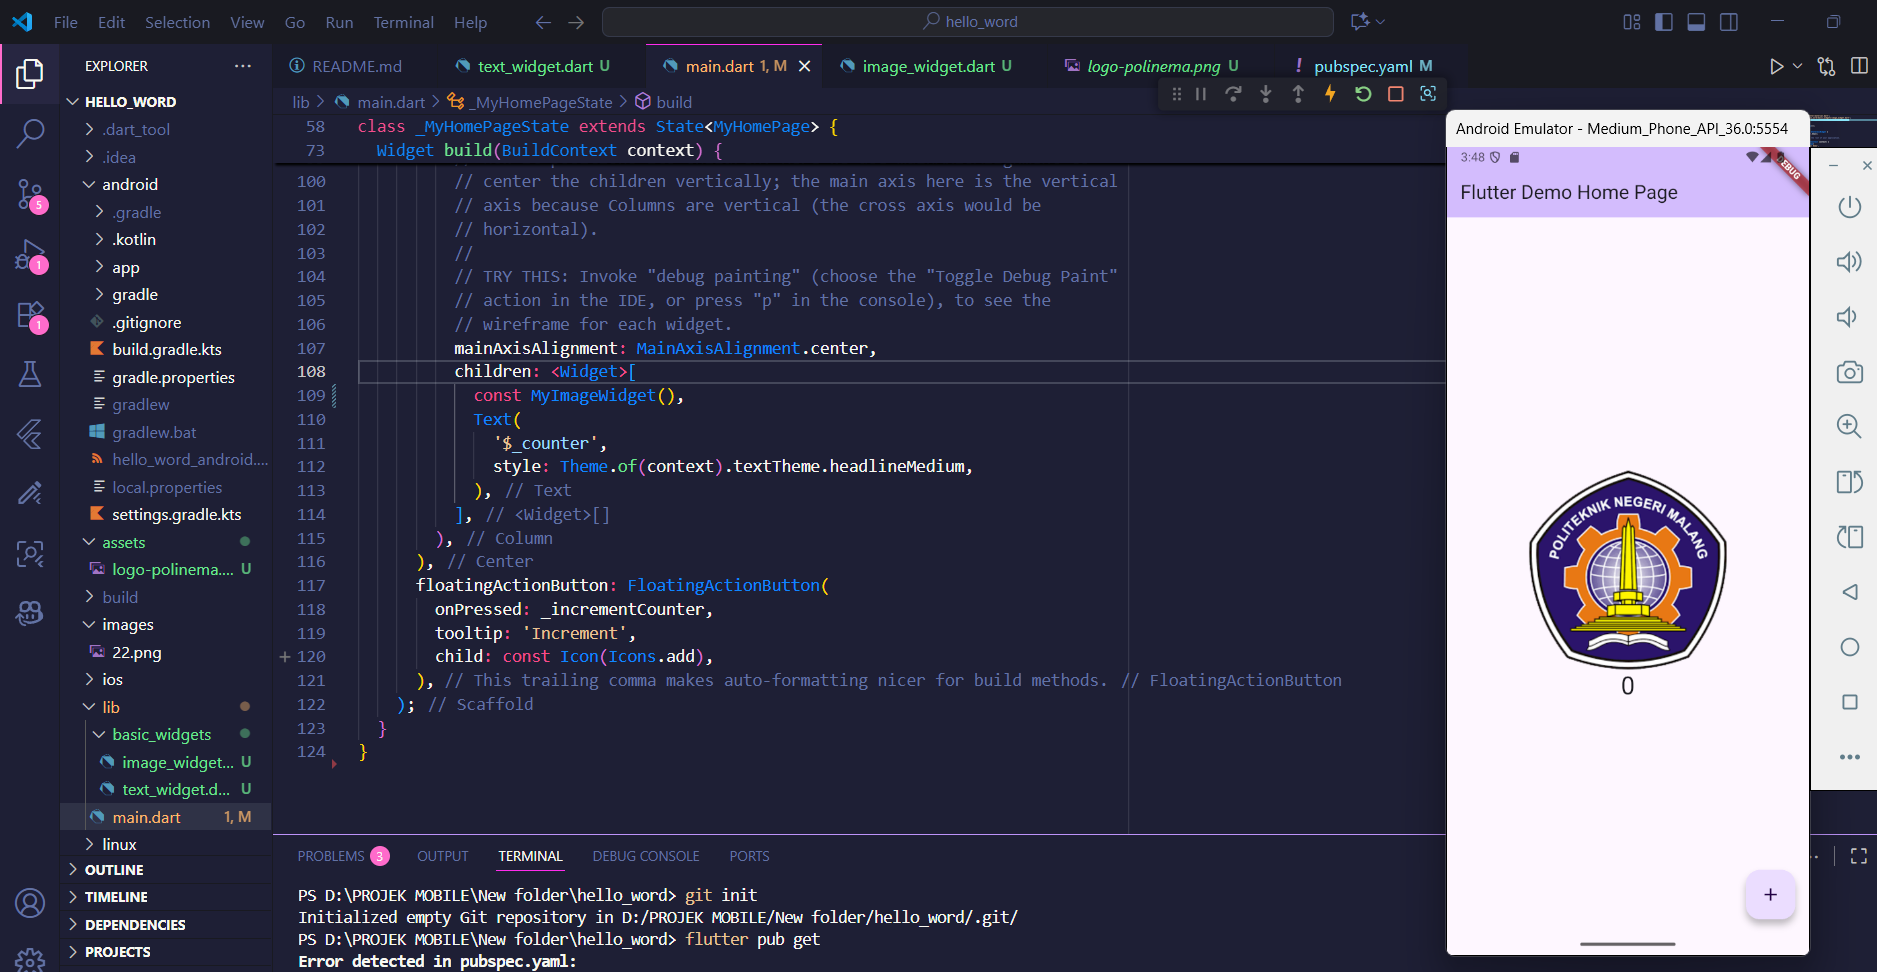 File Edit Selection View Go Run Terminal Help
hello_word
EXPLORER
README.md
text_widget.dart U
main.dart 1, M
image_widget.dart U
logo-polinema.png U
! pubspec.yaml M
lib > main.dart > _MyHomePageState > build
HELLO_WORD
.dart_tool
.idea
android
.gradle
.kotlin
app
gradle
.gitignore
build.gradle.kts
gradle.properties
gradlew
gradlew.bat
hello_word_android....
local.properties
settings.gradle.kts
assets
logo-polinema.... U
build
images
22.png
ios
lib
basic_widgets
image_widget... U
text_widget.d... U
main.dart 1, M
linux
OUTLINE
TIMELINE
DEPENDENCIES
PROJECTS
5
1
1
58 class _MyHomePageState extends State<MyHomePage> {
73 Widget build(BuildContext context) {
100 // center the children vertically; the main axis here is the vertical
101 // axis because Columns are vertical (the cross axis would be
102 // horizontal).
103 //
104 // TRY THIS: Invoke "debug painting" (choose the "Toggle Debug Paint"
105 // action in the IDE, or press "p" in the console), to see the
106 // wireframe for each widget.
107 mainAxisAlignment: MainAxisAlignment.center,
108 children: <Widget>[
109 const MyImageWidget(),
110 Text(
111 '$_counter',
112 style: Theme.of(context).textTheme.headlineMedium,
113 ), // Text
114 ], // <Widget>[]
115 ), // Column
116 ), // Center
117 floatingActionButton: FloatingActionButton(
118 onPressed: _incrementCounter,
119 tooltip: 'Increment',
120 child: const Icon(Icons.add),
121 ), // This trailing comma makes auto-formatting nicer for build methods. // FloatingActionButton
122 ); // Scaffold
123 }
124 }
PROBLEMS 3 OUTPUT TERMINAL DEBUG CONSOLE PORTS
PS D:\PROJEK MOBILE\New folder\hello_word> git init
Initialized empty Git repository in D:/PROJEK MOBILE/New folder/hello_word/.git/
PS D:\PROJEK MOBILE\New folder\hello_word> flutter pub get
Error detected in pubspec.yaml:
Android Emulator - Medium_Phone_API_36.0:5554
3:48
Flutter Demo Home Page
POLITEKNIK NEGERI MALANG
0
+